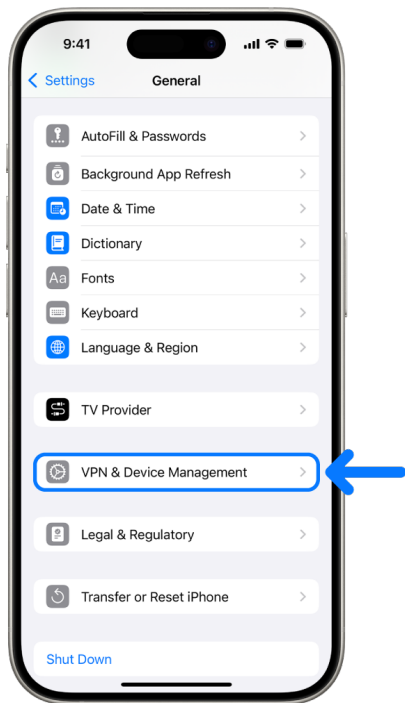 9:41
Settings
General
AutoFill & Passwords
Background App Refresh
Date & Time
Dictionary
Aa
Fonts
Keyboard
Language & Region
TV Provider
VPN & Device Management
Legal & Regulatory
Transfer or Reset iPhone
Shut Down